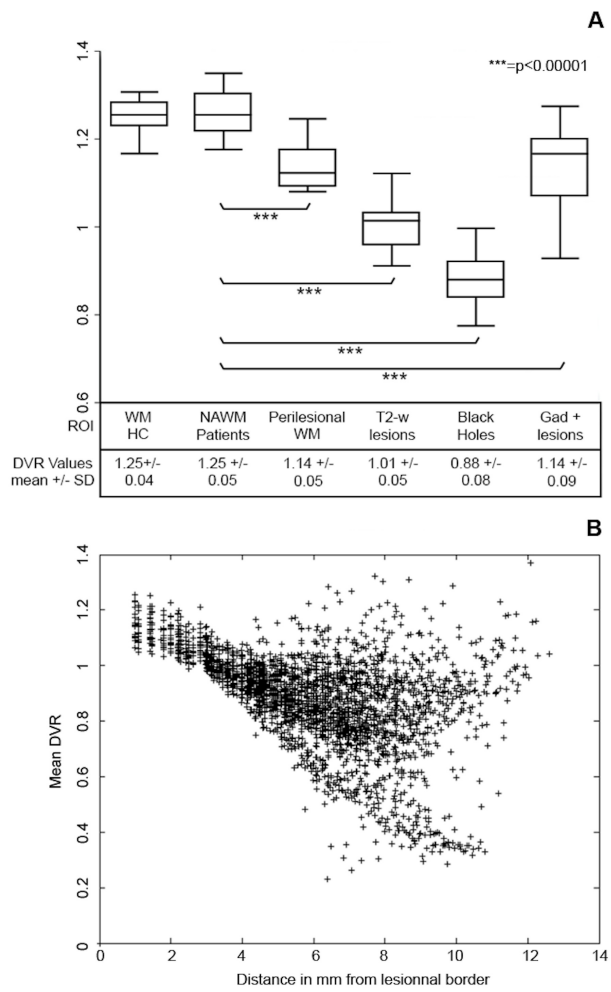 A
***=p<0.00001
1.4
1.2
1
0.8
0.6
***
***
***
***
ROI
WM HC
NAWM Patients
Perilesional WM
T2-w lesions
Black Holes
Gad + lesions
DVR Values mean +/- SD
1.25+/- 0.04
1.25 +/- 0.05
1.14 +/- 0.05
1.01 +/- 0.05
0.88 +/- 0.08
1.14 +/- 0.09
B
Mean DVR
1.4
1.2
1
0.8
0.6
0.4
0.2
0
0 2 4 6 8 10 12 14
Distance in mm from lesionnal border